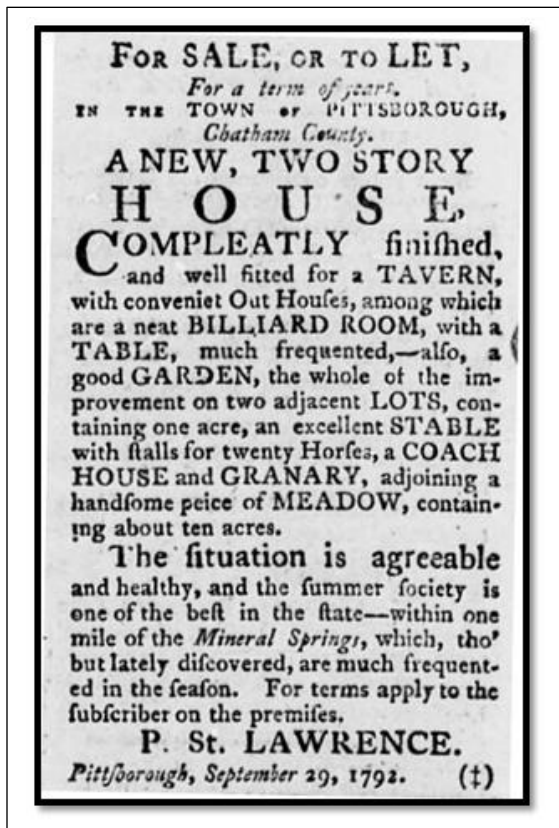 FOR SALE, OR TO LET,
For a term of years.
IN THE TOWN OF PITTSBOROUGH,
Chatham County.
A NEW, TWO STORY
HOUSE,
COMPLEATLY finiſhed,
and well fitted for a TAVERN,
with conveniet Out Houſes, among which
are a neat BILLIARD ROOM, with a
TABLE, much frequented,—alſo, a
good GARDEN, the whole of the im-
provement on two adjacent LOTS, con-
taining one acre, an excellent STABLE
with ſtalls for twenty Horſes, a COACH
HOUSE and GRANARY, adjoining a
handſome peice of MEADOW, contain-
ing about ten acres.
The ſituation is agreeable
and healthy, and the ſummer ſociety is
one of the beſt in the ſtate—within one
mile of the Mineral Springs, which, tho'
but lately diſcovered, are much frequent-
ed in the ſeaſon. For terms apply to the
ſubſcriber on the premiſes.
P. St. LAWRENCE.
Pittſborough, September 29, 1792. (‡)